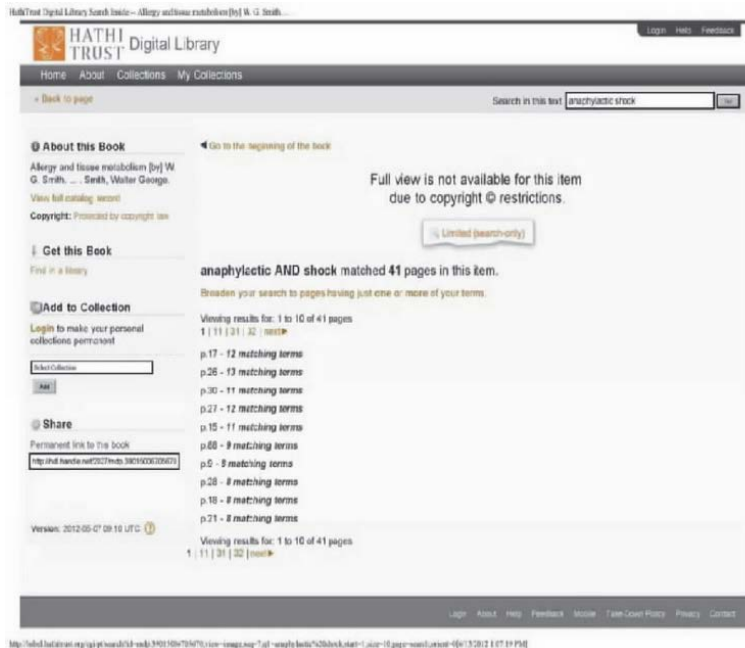 HathiTrust Digital Library Search Inside -- Allergy and tissue metabolism [by] W. G. Smith. ...
HATHI
TRUST Digital Library
Login Help Feedback
Home About Collections My Collections
« Back to page
Search in this text anaphylactic shock
About this Book
Allergy and tissue metabolism [by] W.
G. Smith. ... . Smith, Walter George.
View full catalog record
Copyright: Protected by copyright law
Get this Book
Find in a library
Add to Collection
Login to make your personal
collections permanent
Select Collection
Add
Share
Permanent link to the book
Version: 2012-05-07 09:10 UTC
Go to the beginning of the book
Full view is not available for this item
due to copyright © restrictions.
Limited (search-only)
anaphylactic AND shock matched 41 pages in this item.
Broaden your search to pages having just one or more of your terms.
Viewing results for: 1 to 10 of 41 pages
1 | 11 | 31 | 32 | next
p.17 - 12 matching terms
p.26 - 13 matching terms
p.30 - 11 matching terms
p.27 - 12 matching terms
p.15 - 11 matching terms
p.68 - 9 matching terms
p.9 - 9 matching terms
p.28 - 8 matching terms
p.18 - 8 matching terms
p.21 - 8 matching terms
Viewing results for: 1 to 10 of 41 pages
1 | 11 | 31 | 32 | next
Login About Help Feedback Mobile Take-Down Policy Privacy Contact